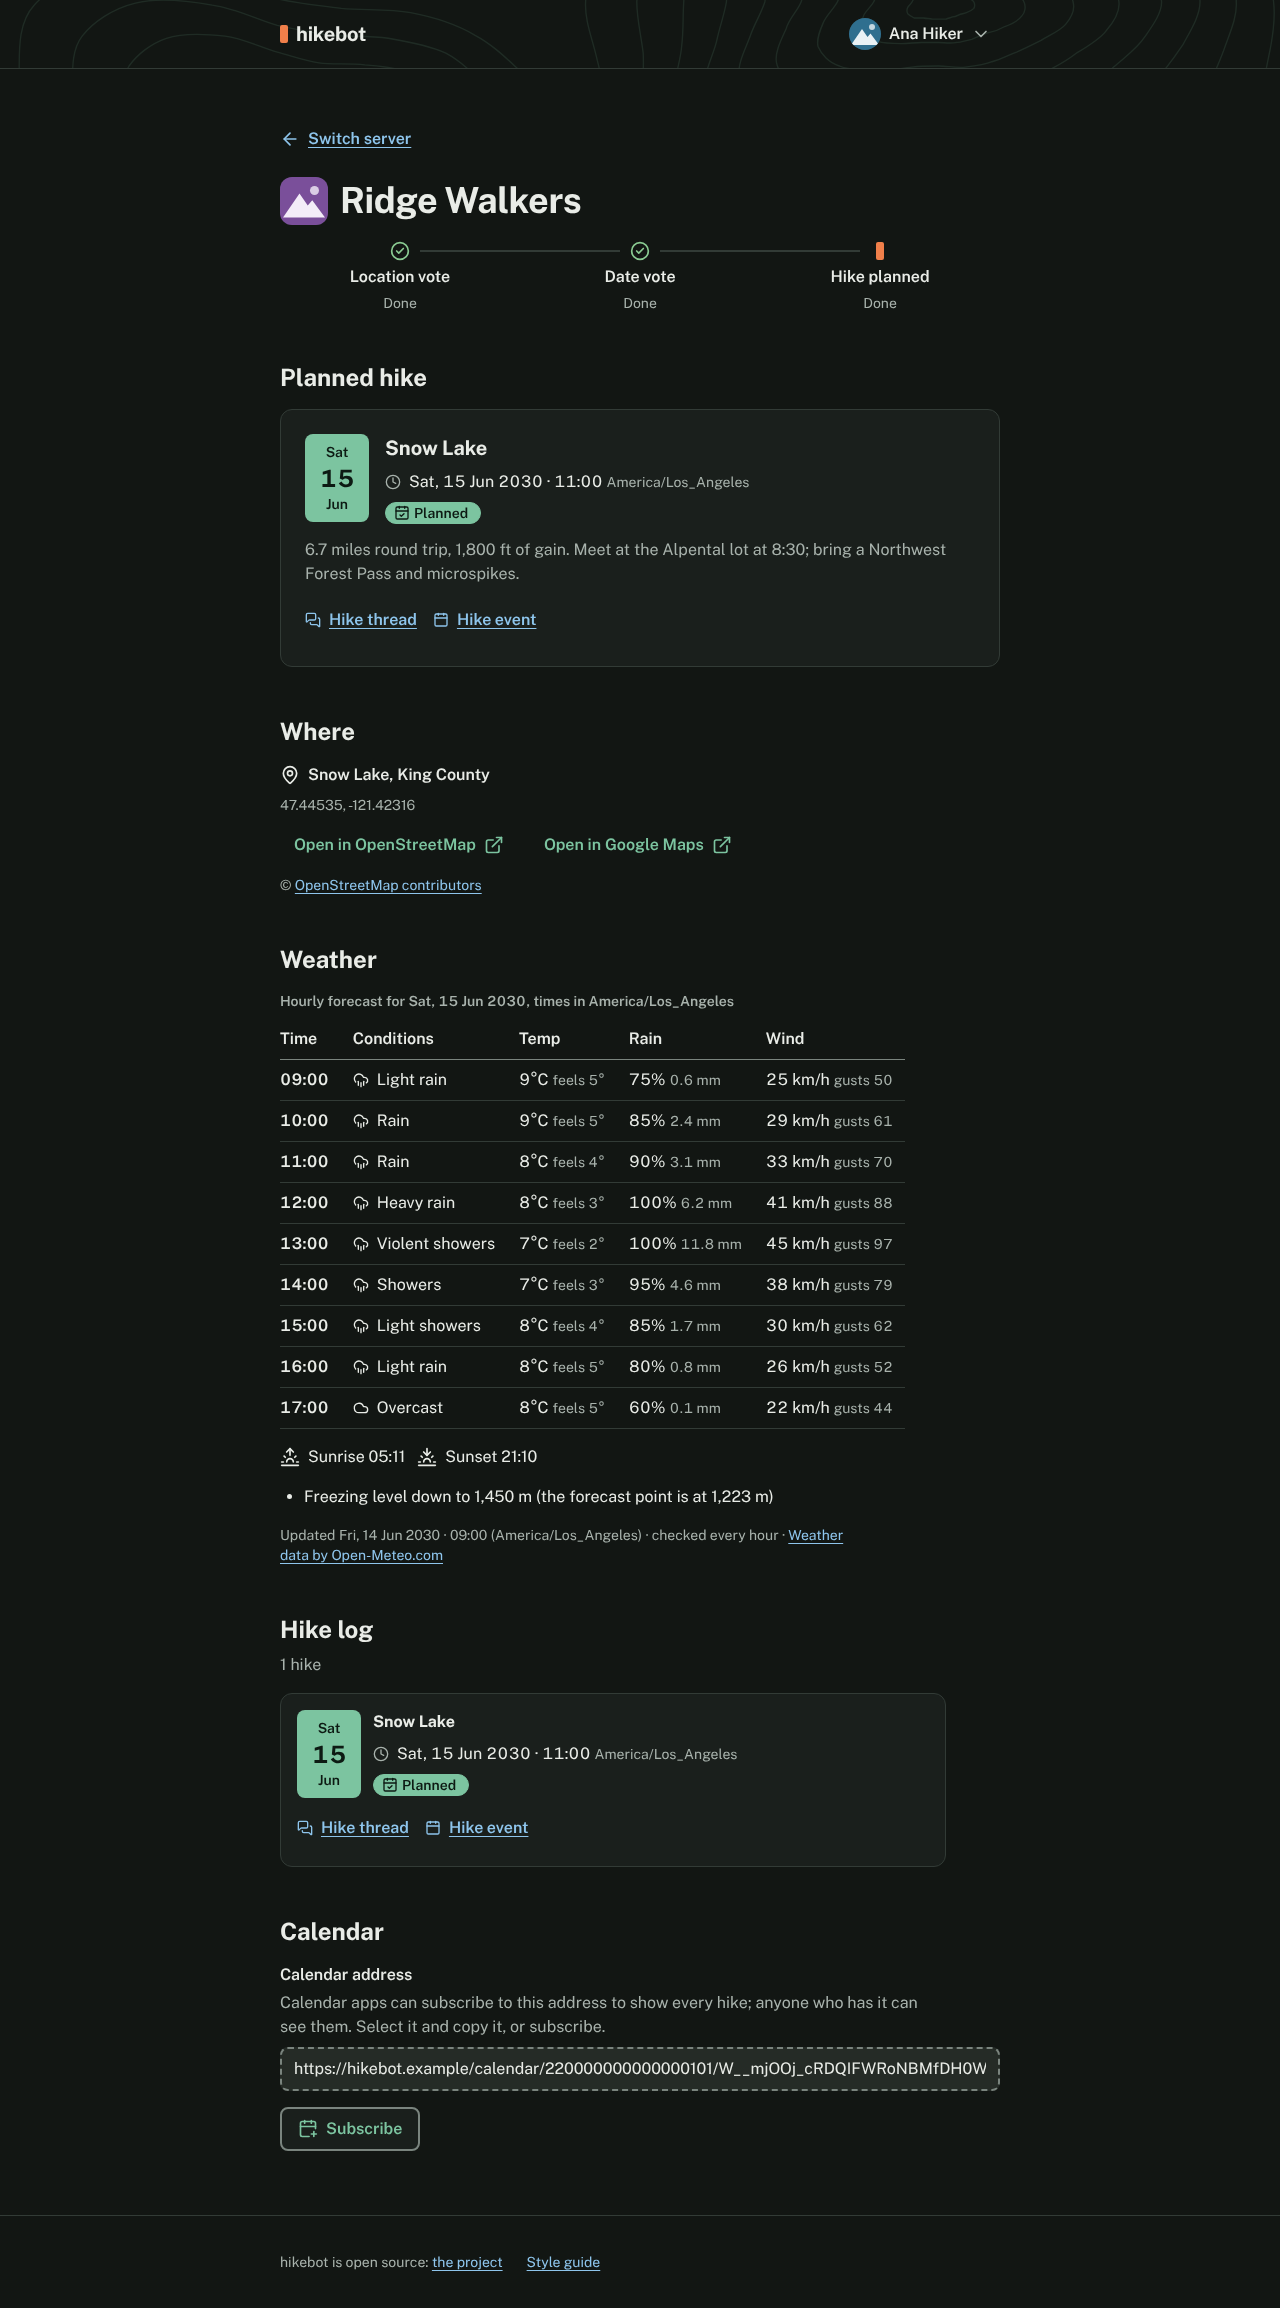 hikebot
Ana Hiker
Switch server
Ridge Walkers
Location vote
Done
Date vote
Done
Hike planned
Done
Planned hike
Sat
15
Jun
Snow Lake
Sat, 15 Jun 2030 · 11:00 America/Los_Angeles
Planned
6.7 miles round trip, 1,800 ft of gain. Meet at the Alpental lot at 8:30; bring a Northwest
Forest Pass and microspikes.
Hike thread Hike event
Where
Snow Lake, King County
47.44535, -121.42316
Open in OpenStreetMap Open in Google Maps
© OpenStreetMap contributors
Weather
Hourly forecast for Sat, 15 Jun 2030, times in America/Los_Angeles
Time Conditions Temp Rain Wind
09:00 Light rain 9°C feels 5° 75% 0.6 mm 25 km/h gusts 50
10:00 Rain 9°C feels 5° 85% 2.4 mm 29 km/h gusts 61
11:00 Rain 8°C feels 4° 90% 3.1 mm 33 km/h gusts 70
12:00 Heavy rain 8°C feels 3° 100% 6.2 mm 41 km/h gusts 88
13:00 Violent showers 7°C feels 2° 100% 11.8 mm 45 km/h gusts 97
14:00 Showers 7°C feels 3° 95% 4.6 mm 38 km/h gusts 79
15:00 Light showers 8°C feels 4° 85% 1.7 mm 30 km/h gusts 62
16:00 Light rain 8°C feels 5° 80% 0.8 mm 26 km/h gusts 52
17:00 Overcast 8°C feels 5° 60% 0.1 mm 22 km/h gusts 44
Sunrise 05:11 Sunset 21:10
• Freezing level down to 1,450 m (the forecast point is at 1,223 m)
Updated Fri, 14 Jun 2030 · 09:00 (America/Los_Angeles) · checked every hour · Weather
data by Open-Meteo.com
Hike log
1 hike
Sat
15
Jun
Snow Lake
Sat, 15 Jun 2030 · 11:00 America/Los_Angeles
Planned
Hike thread Hike event
Calendar
Calendar address
Calendar apps can subscribe to this address to show every hike; anyone who has it can
see them. Select it and copy it, or subscribe.
https://hikebot.example/calendar/220000000000000101/W__mjOOj_cRDQIFWRoNBMfDH0W
Subscribe
hikebot is open source: the project Style guide